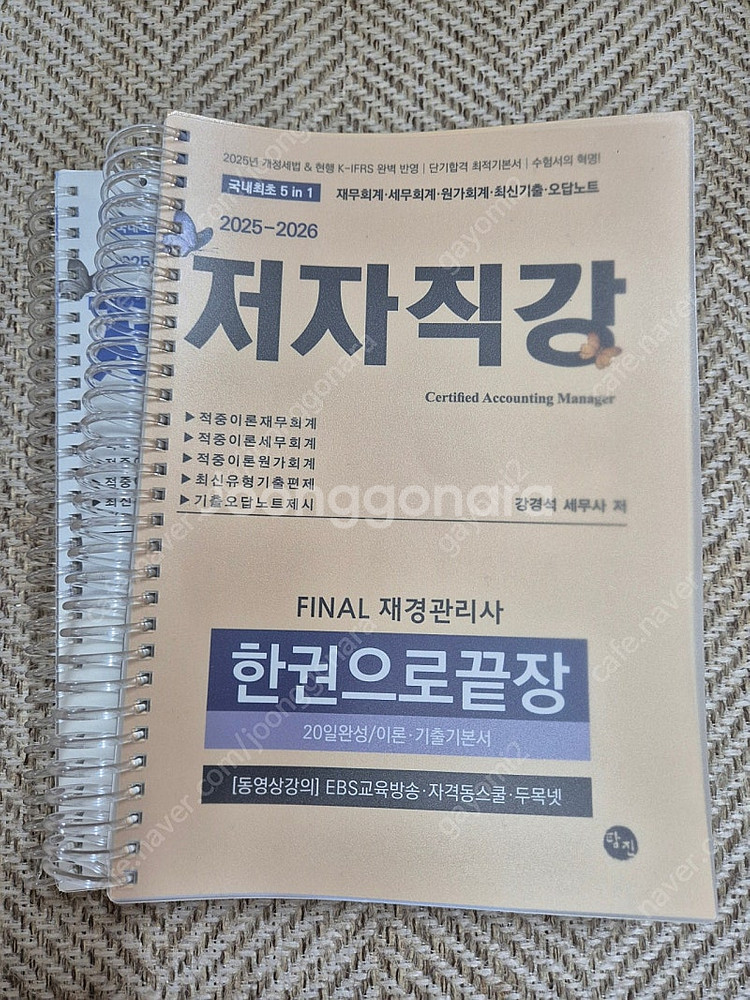 2025년 개정세법 & 현행 K-IFRS 완벽 반영 | 단기합격 최적기본서 | 수험서의 혁명!
국내최초 5 in 1 재무회계·세무회계·원가회계·최신기출·오답노트
2025-2026
저자직강
Certified Accounting Manager
▶적중이론재무회계
▶적중이론세무회계
▶적중이론원가회계
▶최신유형기출편제
▶기출오답노트제시
강경석 세무사 저
joonggonara
FINAL 재경관리사
한권으로끝장
20일완성/이론·기출기본서
[동영상강의] EBS교육방송·자격동스쿨·두목넷
탐진